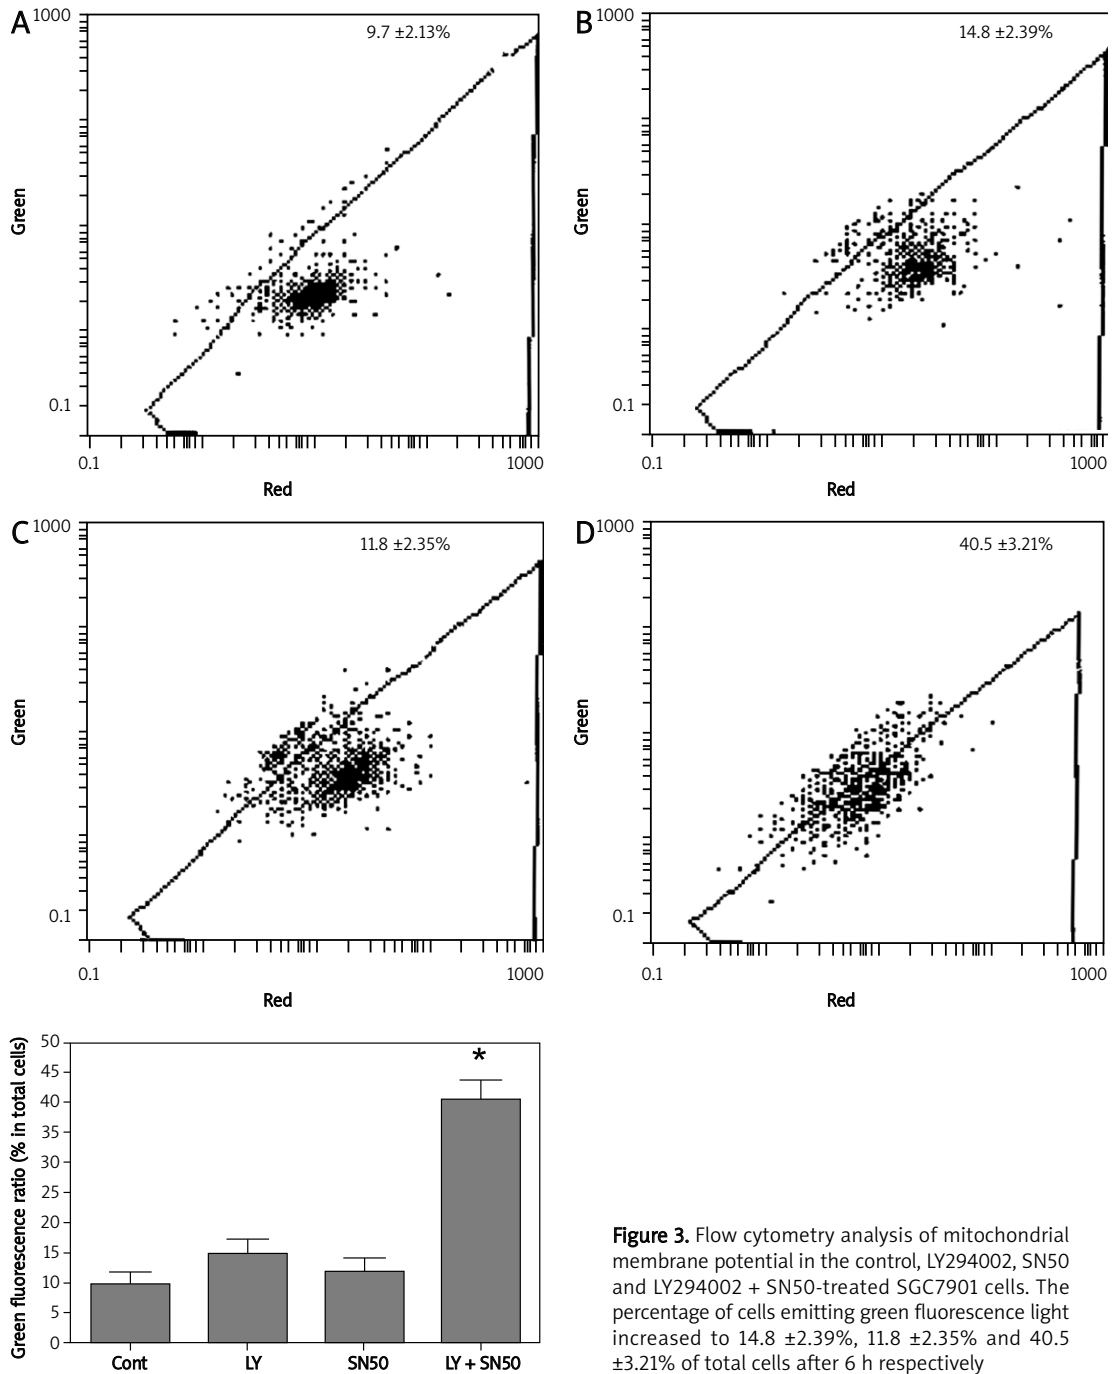 A
1000
9.7 ±2.13%
Green
0.1
0.1
1000
Red
B
1000
14.8 ±2.39%
Green
0.1
0.1
1000
Red
C
1000
11.8 ±2.35%
Green
0.1
0.1
1000
Red
D
1000
40.5 ±3.21%
Green
0.1
0.1
1000
Red
Green fluorescence ratio (% in total cells)
50
45
40
35
30
25
20
15
10
5
0
*
Cont
LY
SN50
LY + SN50
Figure 3. Flow cytometry analysis of mitochondrial
membrane potential in the control, LY294002, SN50
and LY294002 + SN50-treated SGC7901 cells. The
percentage of cells emitting green fluorescence light
increased to 14.8 ±2.39%, 11.8 ±2.35% and 40.5
±3.21% of total cells after 6 h respectively